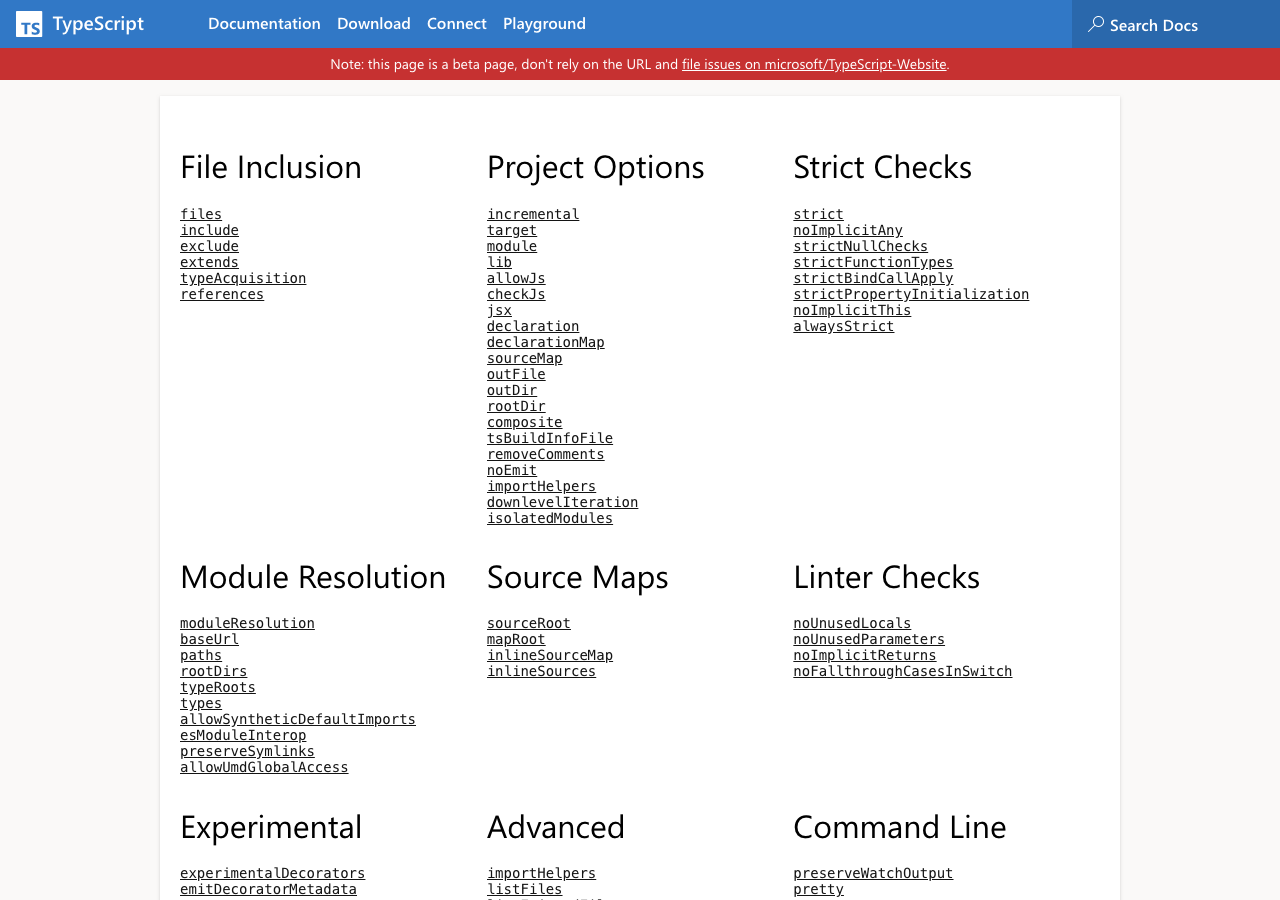 TS TypeScript Documentation Download Connect Playground Search Docs
Note: this page is a beta page, don't rely on the URL and file issues on microsoft/TypeScript-Website.
File Inclusion
files
include
exclude
extends
typeAcquisition
references
Project Options
incremental
target
module
lib
allowJs
checkJs
jsx
declaration
declarationMap
sourceMap
outFile
outDir
rootDir
composite
tsBuildInfoFile
removeComments
noEmit
importHelpers
downlevelIteration
isolatedModules
Strict Checks
strict
noImplicitAny
strictNullChecks
strictFunctionTypes
strictBindCallApply
strictPropertyInitialization
noImplicitThis
alwaysStrict
Module Resolution
moduleResolution
baseUrl
paths
rootDirs
typeRoots
types
allowSyntheticDefaultImports
esModuleInterop
preserveSymlinks
allowUmdGlobalAccess
Source Maps
sourceRoot
mapRoot
inlineSourceMap
inlineSources
Linter Checks
noUnusedLocals
noUnusedParameters
noImplicitReturns
noFallthroughCasesInSwitch
Experimental
experimentalDecorators
emitDecoratorMetadata
Advanced
importHelpers
listFiles
Command Line
preserveWatchOutput
pretty